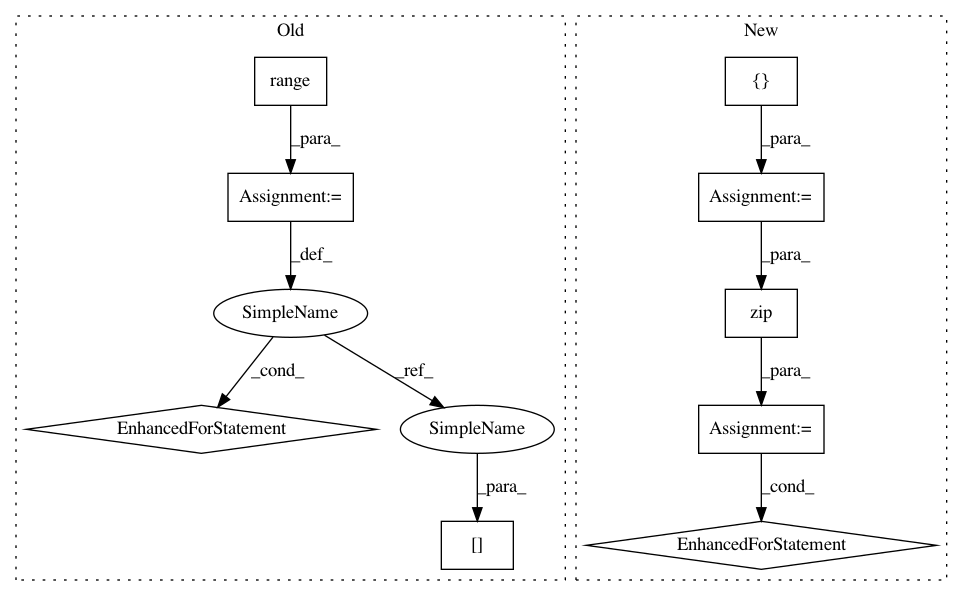 Old
range
_para_
Assignment:=
_def_
SimpleName
_cond_
_ref_
EnhancedForStatement
SimpleName
_para_
[]
New
{}
_para_
Assignment:=
_para_
zip
_para_
Assignment:=
_cond_
EnhancedForStatement